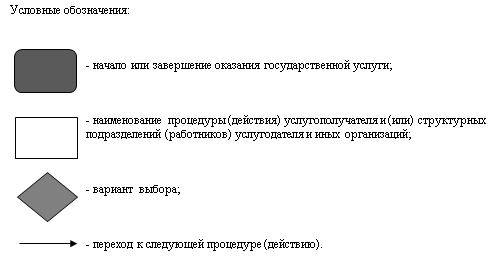 Условные обозначения:
- начало или завершение оказания государственной услуги;
- наименование процедуры (действия) услугополучателя и (или) структурных
подразделений (работников) услугодателя и иных организаций;
- вариант выбора;
- переход к следующей процедуре (действию).